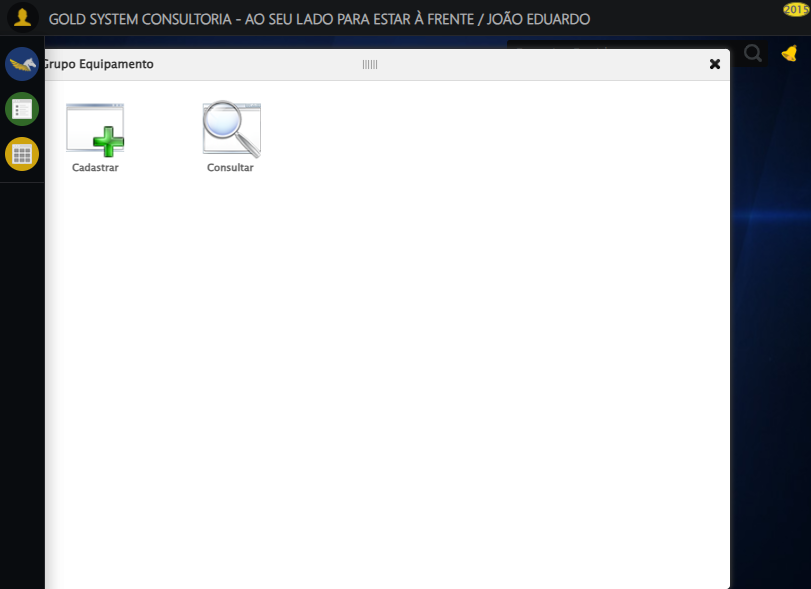 GOLD SYSTEM CONSULTORIA - AO SEU LADO PARA ESTAR À FRENTE / JOÃO EDUARDO
2015
Grupo Equipamento
Cadastrar
Consultar